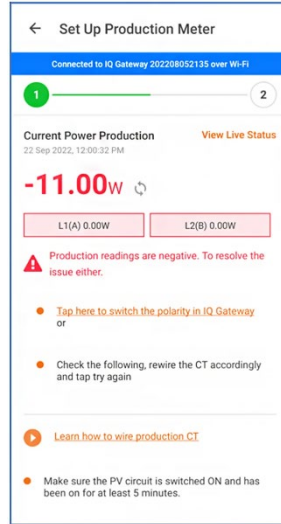 Set Up Production Meter
Connected to IQ Gateway 202208052135 over Wi-Fi
1
2
Current Power Production
View Live Status
22 Sep 2022, 12:00:32 PM
-11.00w
L1(A) 0.00W
L2(B) 0.00W
Production readings are negative. To resolve the
issue either.
Tap here to switch the polarity in IQ Gateway
or
Check the following, rewire the CT accordingly
and tap try again
Learn how to wire production CT
Make sure the PV circuit is switched ON and has
been on for at least 5 minutes.